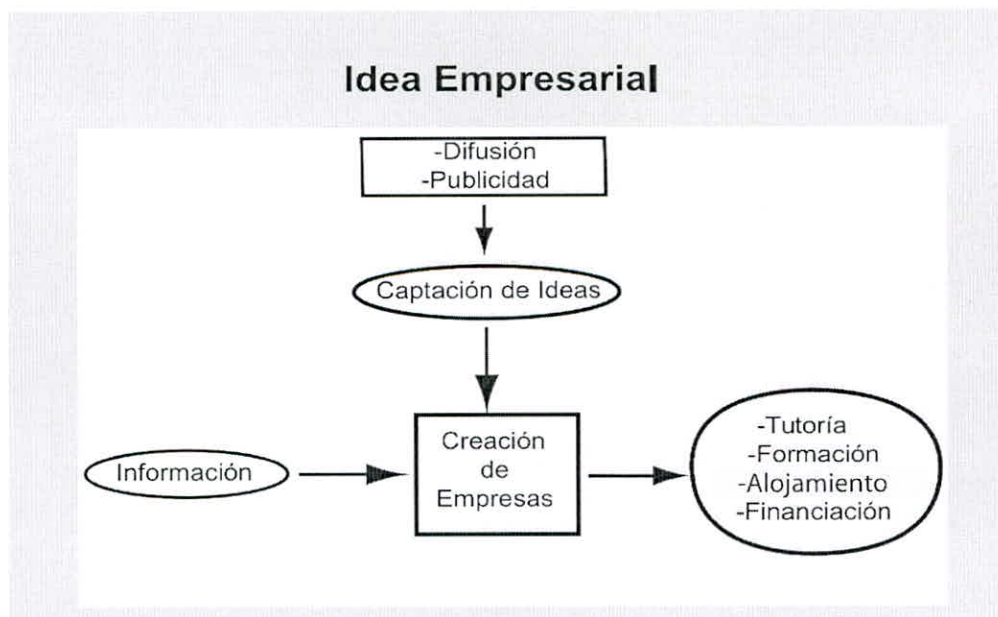 Idea Empresarial
-Difusión
-Publicidad
Captación de Ideas
Información
Creación
de
Empresas
-Tutoría
-Formación
-Alojamiento
-Financiación